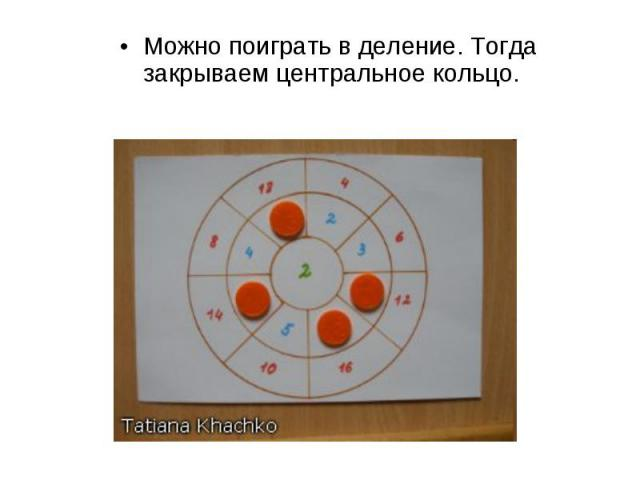 • Можно поиграть в деление. Тогда
закрываем центральное кольцо.
18 4
8 4 2 3 6
2
14 5 12
10 16
Tatiana Khachko